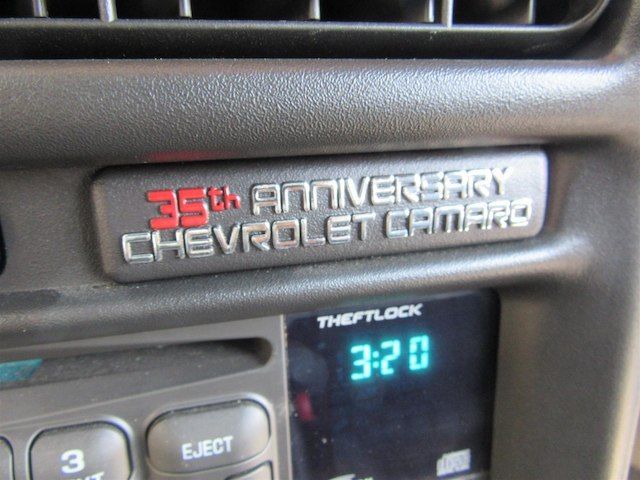 35th ANNIVERSARY
CHEVROLET CAMARO
THEFTLOCK
3:20
EJECT
3